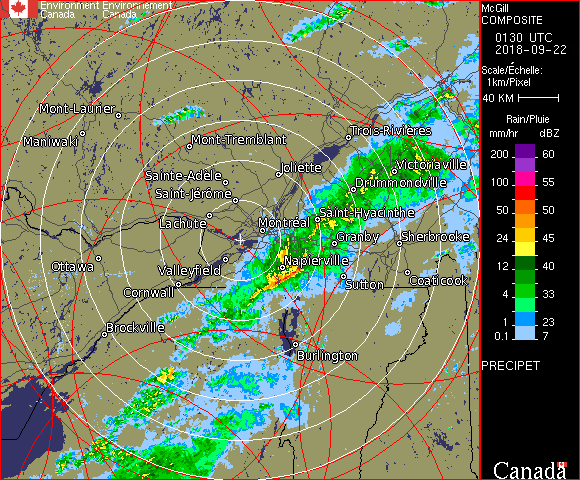 Environment Environnement
Canada Canada
Mont-Laurier
Maniwaki
Mont-Tremblant
Trois-Rivières
Joliette
Victoriaville
Sainte-Adèle
Drummondville
Saint-Jérôme
Saint-Hyacinthe
Lachute
Montréal
Granby
Sherbrooke
Ottawa
Valleyfield
Napierville
Cornwall
Sutton
Coaticook
Brockville
Burlington
McGill
COMPOSITE
0130 UTC
2018-09-22
Scale/Échelle:
1km/Pixel
40 KM
Rain/Pluie
mm/hr dBZ
200 60
100 55
50 50
24 45
12 40
4 33
1 23
0.1 7
PRECIPET
Canada